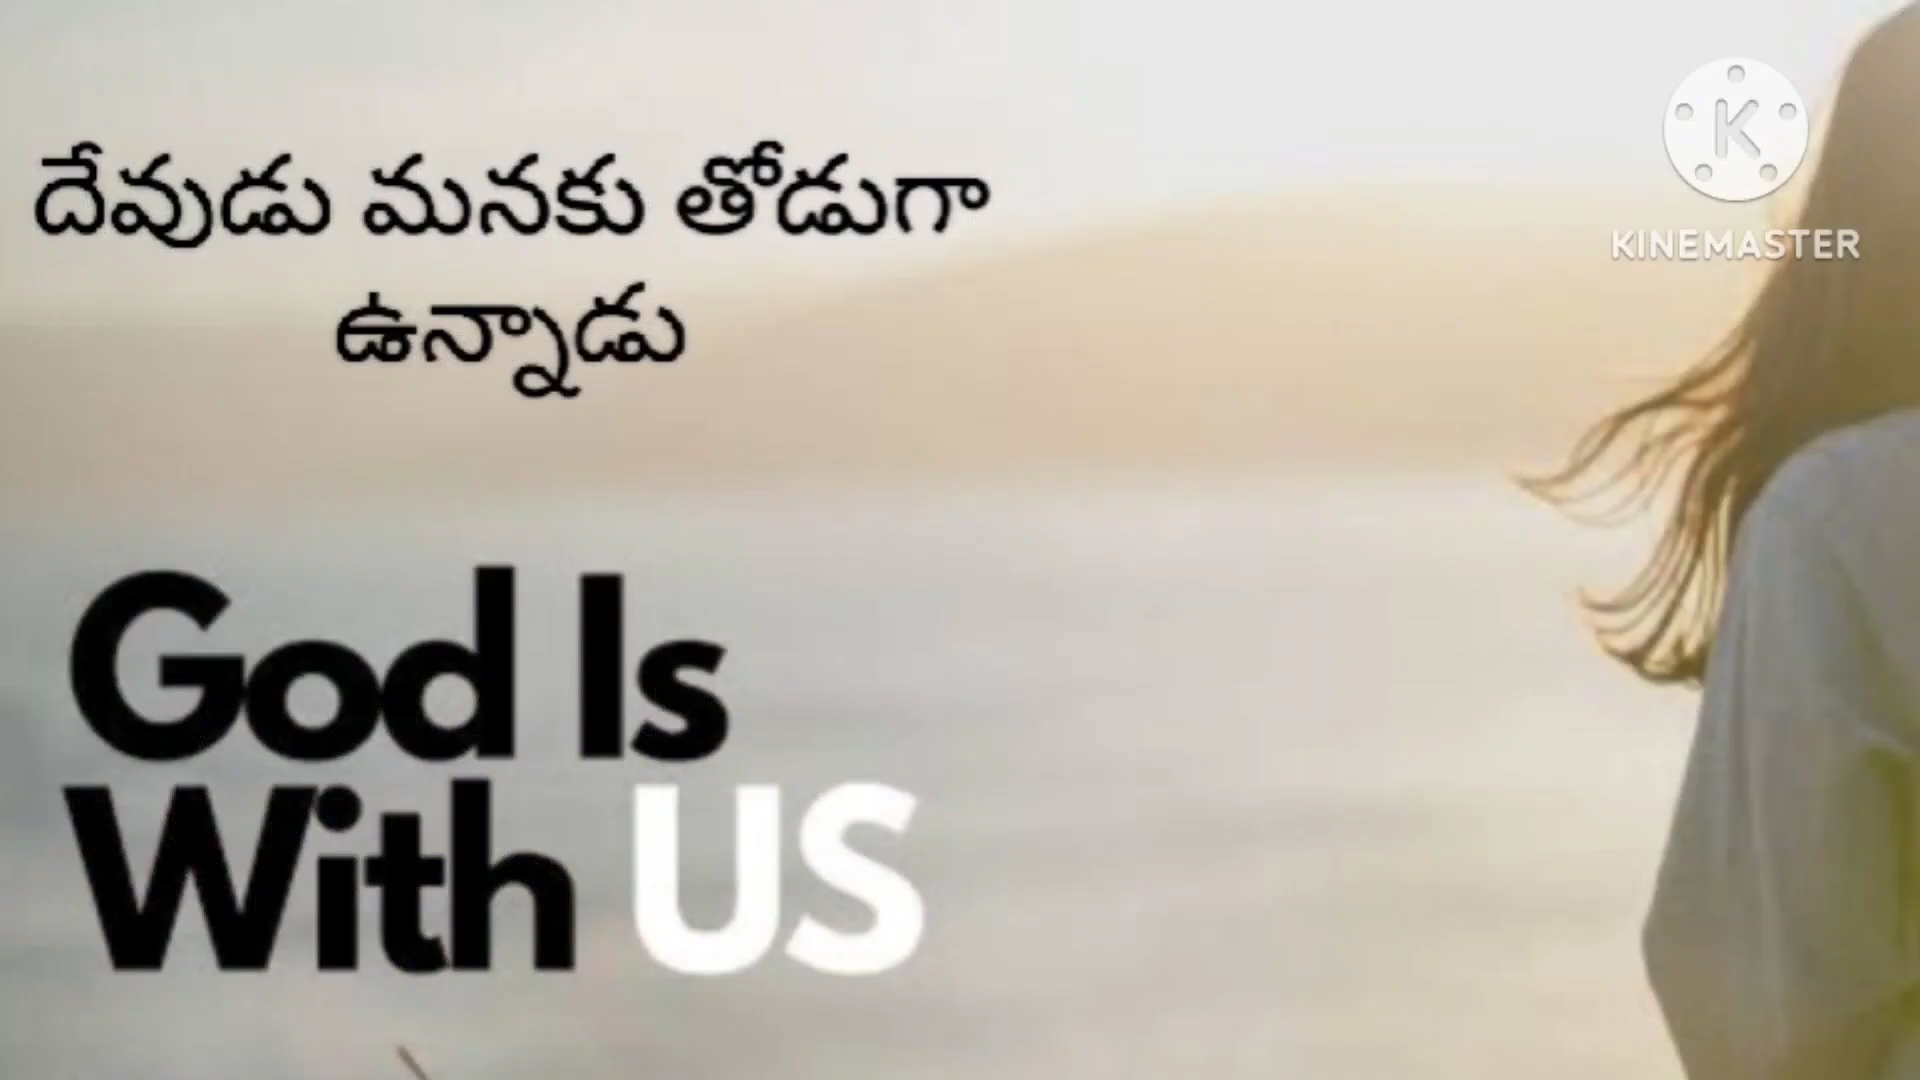 దేవుడు మనకు తోడుగా
ఉన్నాడు
K
KINEMASTER
God Is
With US